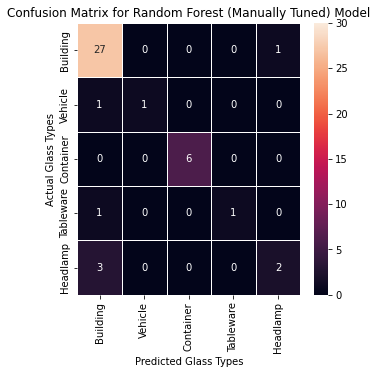 Confusion Matrix for Random Forest (Manually Tuned) Model
Actual Glass Types
Building
27 0 0 0 1
Vehicle
1 1 0 0 0
Container
0 0 6 0 0
Tableware
1 0 0 1 0
Headlamp
3 0 0 0 2
Building Vehicle Container Tableware Headlamp
Predicted Glass Types
30
25
20
15
10
5
0